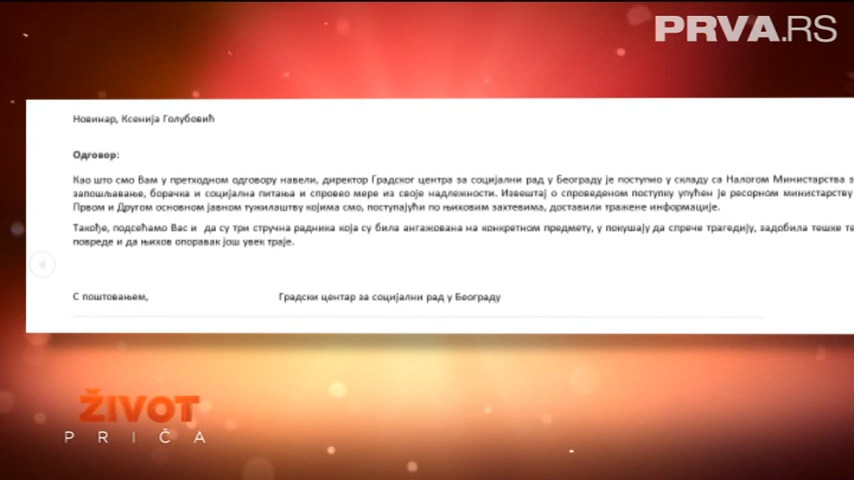 PRVA.RS
Новинар, Ксенија Голубовић
Одговор:
Као што смо Вам у претходном одговору навели, директор Градског центра за социјални рад у Београду је поступио у складу са Налогом Министарства з
запошљавање, борачка и социјална питања и спровео мере из своје надлежности. Извештај о спроведеном поступку упућен је ресорном министарству
Првом и Другом основном јавном тужилаштву којима смо, поступајући по њиховим захтевима, доставили тражене информације.
Такође, подсећамо Вас и да су три стручна радника која су била ангажована на конкретном предмету, у покушају да спрече трагедију, задобила тешке те
повреде и да њихов опоравак још увек траје.
С поштовањем, Градски центар за социјални рад у Београду
ŽIVOT
PRIČA